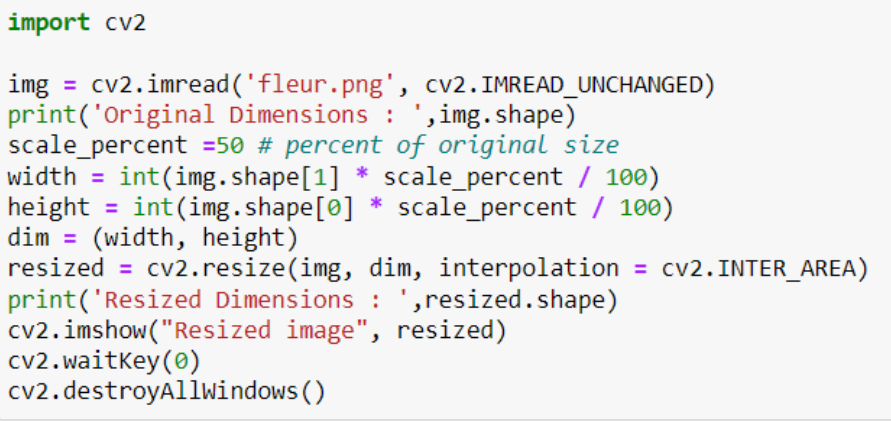 import cv2
img = cv2.imread('fleur.png', cv2.IMREAD_UNCHANGED)
print('Original Dimensions : ',img.shape)
scale_percent =50 # percent of original size
width = int(img.shape[1] * scale_percent / 100)
height = int(img.shape[0] * scale_percent / 100)
dim = (width, height)
resized = cv2.resize(img, dim, interpolation = cv2.INTER_AREA)
print('Resized Dimensions : ',resized.shape)
cv2.imshow("Resized image", resized)
cv2.waitKey(0)
cv2.destroyAllWindows()